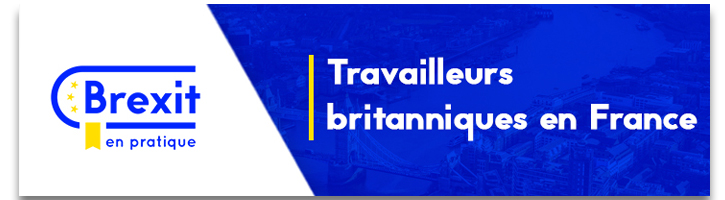 Brexit
en pratique
Travailleurs
britanniques en France